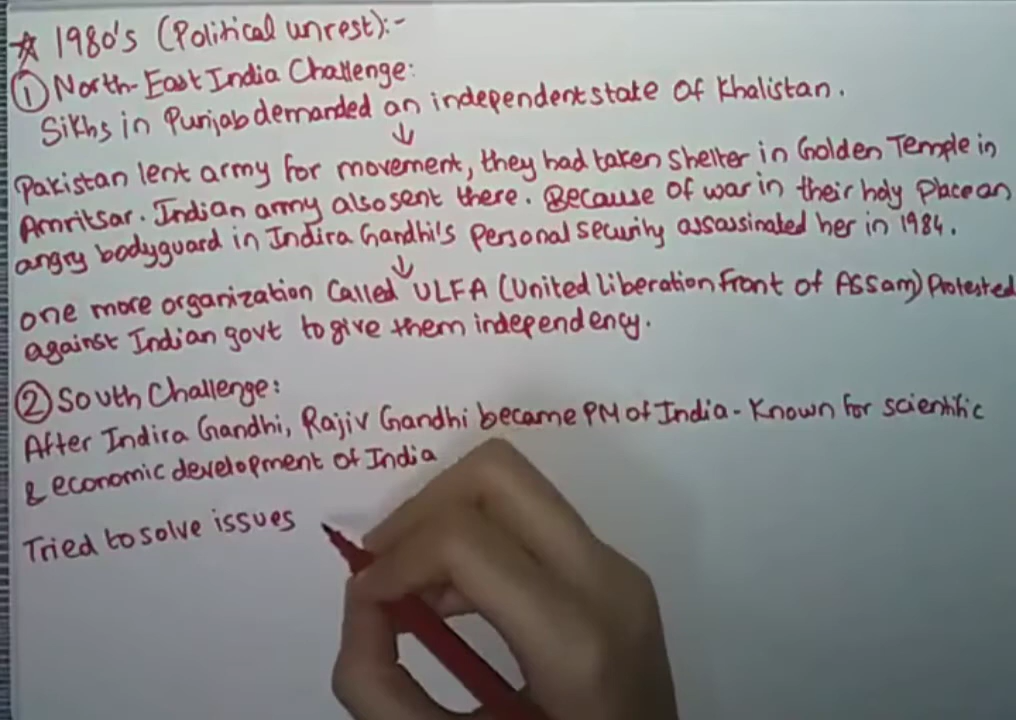 ☆ 1980's (Political unrest):-
① North-East India Challenge:
Sikhs in Punjab demanded an independent state of Khalistan.
↓
Pakistan lent army for movement, they had taken shelter in Golden Temple in
Amritsar. Indian army also sent there. Because of war in their holy place an
angry bodyguard in Indira Gandhi's personal security assassinated her in 1984.
↓
one more organization called ULFA (United liberation front of Assam) Protested
against Indian govt to give them independency.
② South Challenge:
After Indira Gandhi, Rajiv Gandhi became PM of India - Known for scientific
& economic development of India
Tried to solve issues